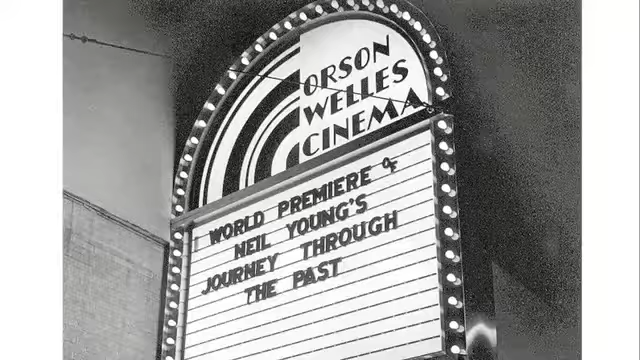 ORSON
WELLES
CINEMA
WORLD PREMIERE OF
NEIL YOUNG'S
JOURNEY THROUGH
THE PAST